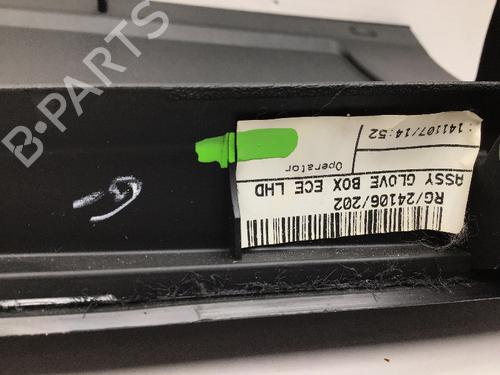 B-PARTS
RG/24106/202
ASSY GLOVE BOX ECE LHD
Operator
:141107/14:52